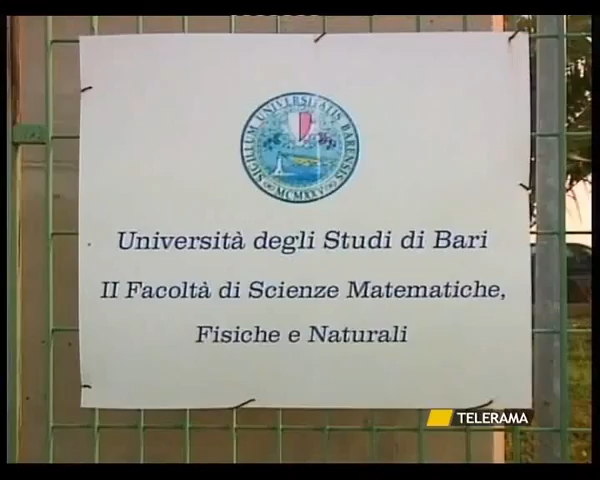 SIGILLUM UNIVERSITATIS BARENSIS
MCMXXV
Università degli Studi di Bari
II Facoltà di Scienze Matematiche,
Fisiche e Naturali
TELERAMA